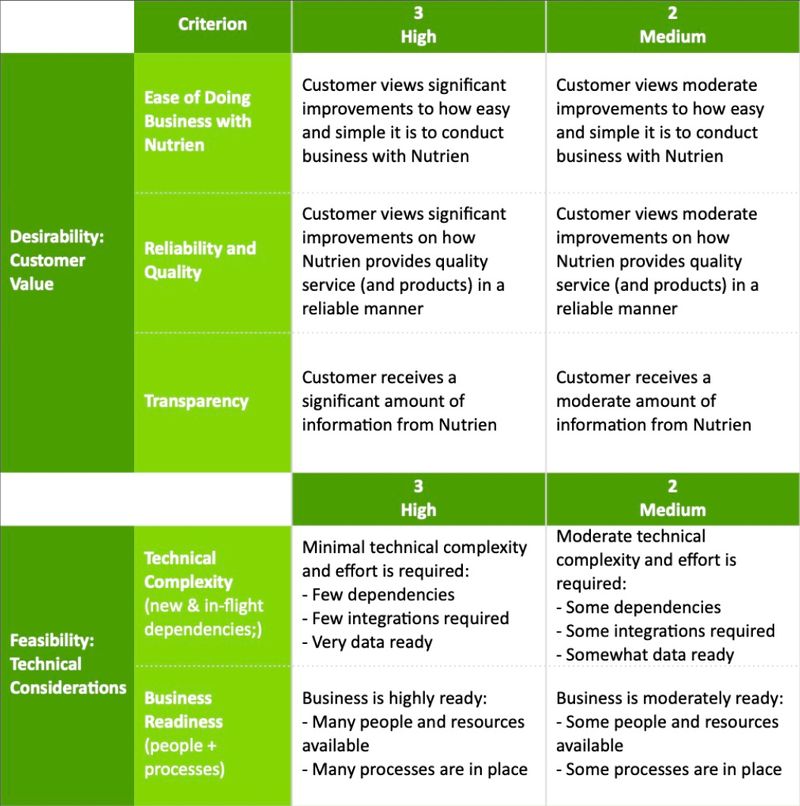 Criterion
3
High
2
Medium
Desirability:
Customer
Value
Ease of Doing
Business with
Nutrien
Customer views significant
improvements to how easy
and simple it is to conduct
business with Nutrien
Customer views moderate
improvements to how easy
and simple it is to conduct
business with Nutrien
Reliability and
Quality
Customer views significant
improvements on how
Nutrien provides quality
service (and products) in a
reliable manner
Customer views moderate
improvements on how
Nutrien provides quality
service (and products) in a
reliable manner
Transparency
Customer receives a
significant amount of
information from Nutrien
Customer receives a
moderate amount of
information from Nutrien
3
High
2
Medium
Feasibility:
Technical
Considerations
Technical
Complexity
(new & in-flight
dependencies;)
Minimal technical complexity
and effort is required:
- Few dependencies
- Few integrations required
- Very data ready
Moderate technical
complexity and effort is
required:
- Some dependencies
- Some integrations required
- Somewhat data ready
Business
Readiness
(people +
processes)
Business is highly ready:
- Many people and resources
available
- Many processes are in place
Business is moderately ready:
- Some people and resources
available
- Some processes are in place